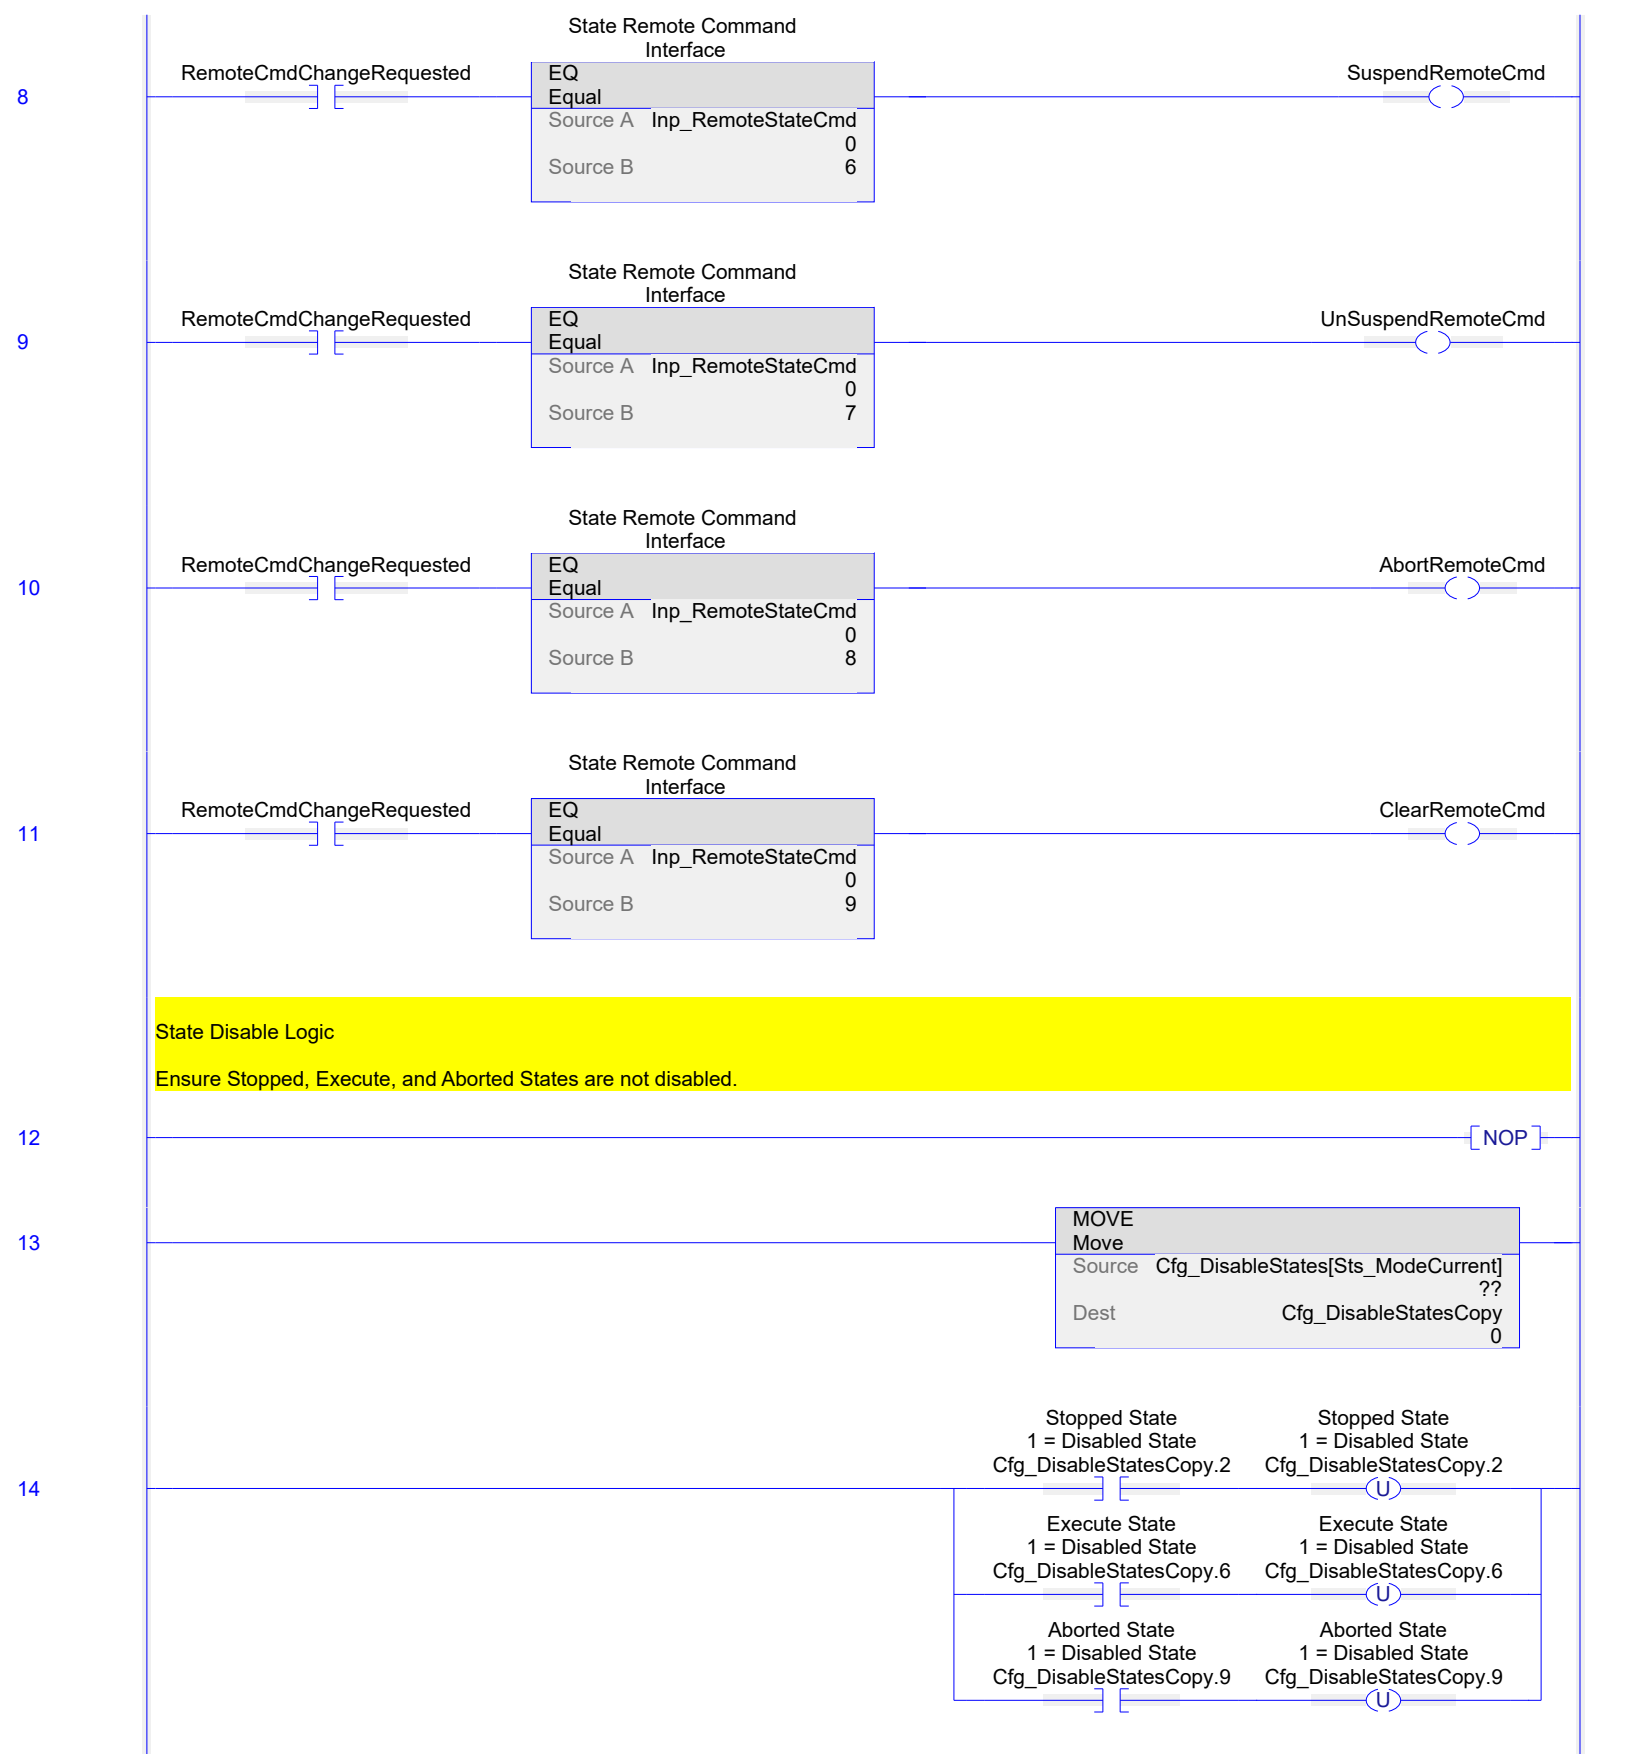 State Remote Command
Interface
RemoteCmdChangeRequested
EQ
SuspendRemoteCmd
8
Equal
Source A Inp_RemoteStateCmd
0
Source B 6
State Remote Command
Interface
RemoteCmdChangeRequested
EQ
UnSuspendRemoteCmd
9
Equal
Source A Inp_RemoteStateCmd
0
Source B 7
State Remote Command
Interface
RemoteCmdChangeRequested
EQ
AbortRemoteCmd
10
Equal
Source A Inp_RemoteStateCmd
0
Source B 8
State Remote Command
Interface
RemoteCmdChangeRequested
EQ
ClearRemoteCmd
11
Equal
Source A Inp_RemoteStateCmd
0
Source B 9
State Disable Logic
Ensure Stopped, Execute, and Aborted States are not disabled.
12
NOP
MOVE
13
Move
Source Cfg_DisableStates[Sts_ModeCurrent]
??
Dest Cfg_DisableStatesCopy
0
Stopped State Stopped State
1 = Disabled State 1 = Disabled State
Cfg_DisableStatesCopy.2 Cfg_DisableStatesCopy.2
14
U
Execute State Execute State
1 = Disabled State 1 = Disabled State
Cfg_DisableStatesCopy.6 Cfg_DisableStatesCopy.6
U
Aborted State Aborted State
1 = Disabled State 1 = Disabled State
Cfg_DisableStatesCopy.9 Cfg_DisableStatesCopy.9
U